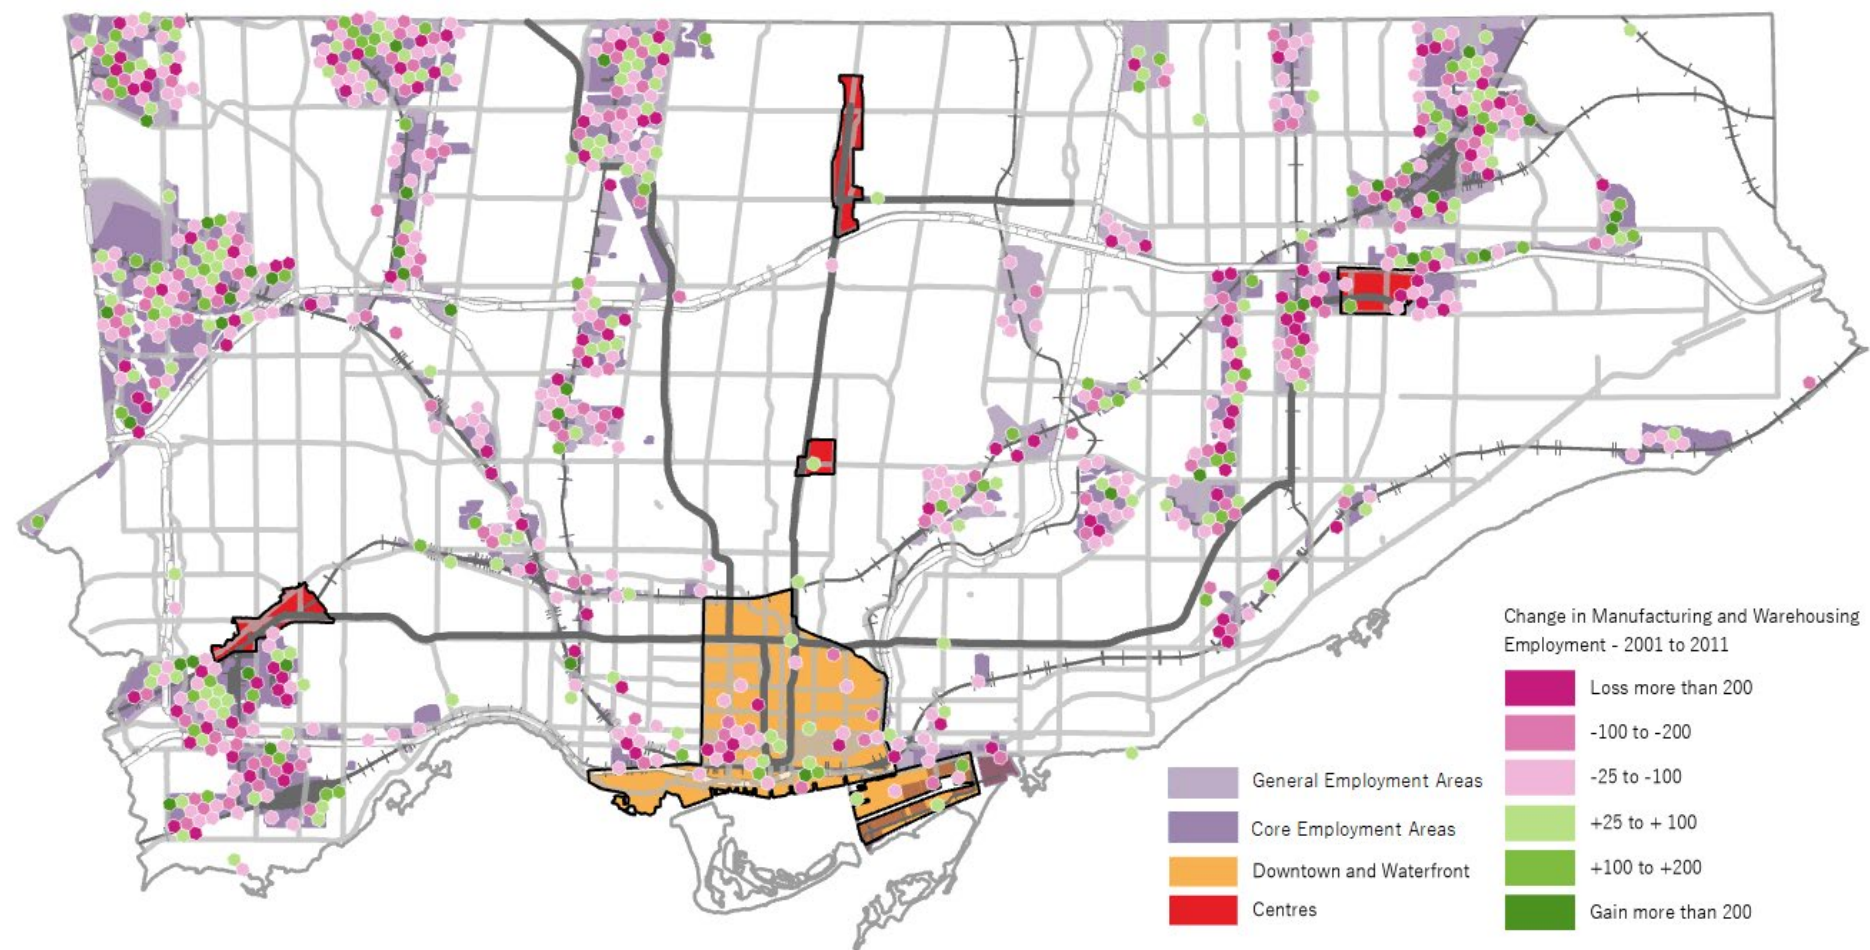 Change in Manufacturing and Warehousing
Employment - 2001 to 2011
Loss more than 200
-100 to -200
-25 to -100
+25 to + 100
+100 to +200
Gain more than 200
General Employment Areas
Core Employment Areas
Downtown and Waterfront
Centres